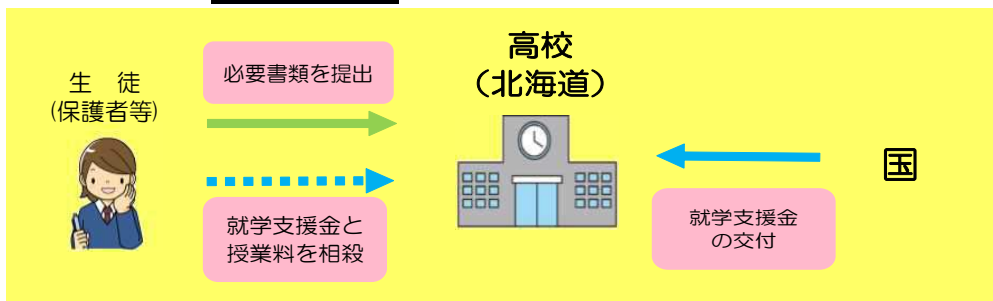 生　徒
(保護者等)
必要書類を提出
就学支援金と
授業料を相殺
高校
（北海道）
国
就学支援金
の交付